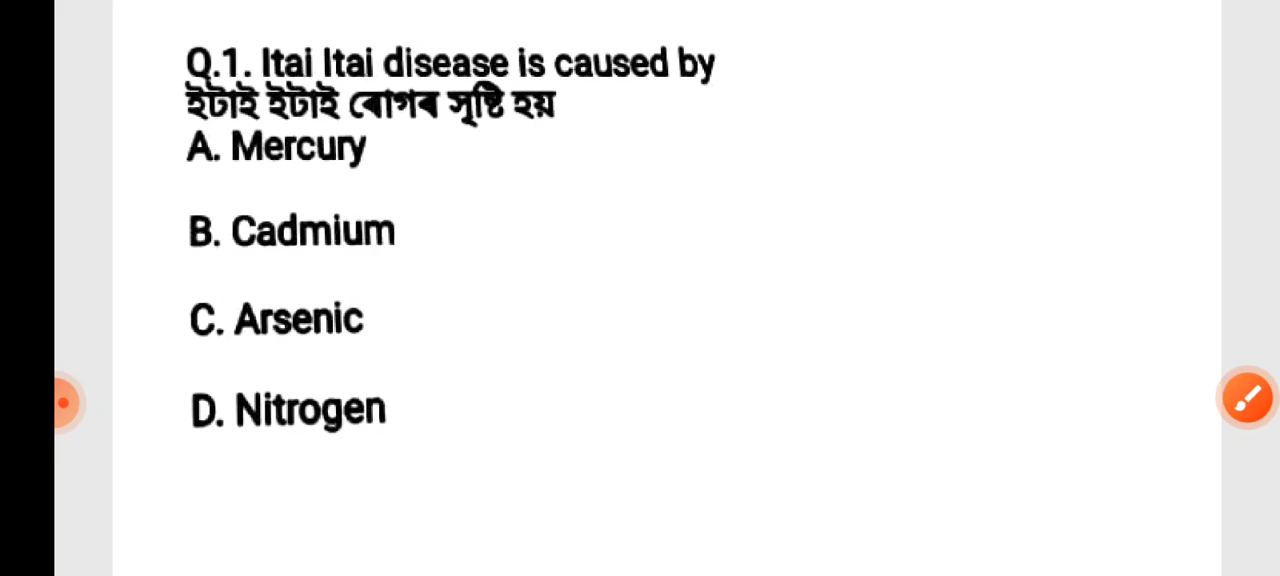 Q.1. Itai Itai disease is caused by
ইটাই ইটাই ৰোগৰ সৃষ্টি হয়
A. Mercury
B. Cadmium
C. Arsenic
D. Nitrogen